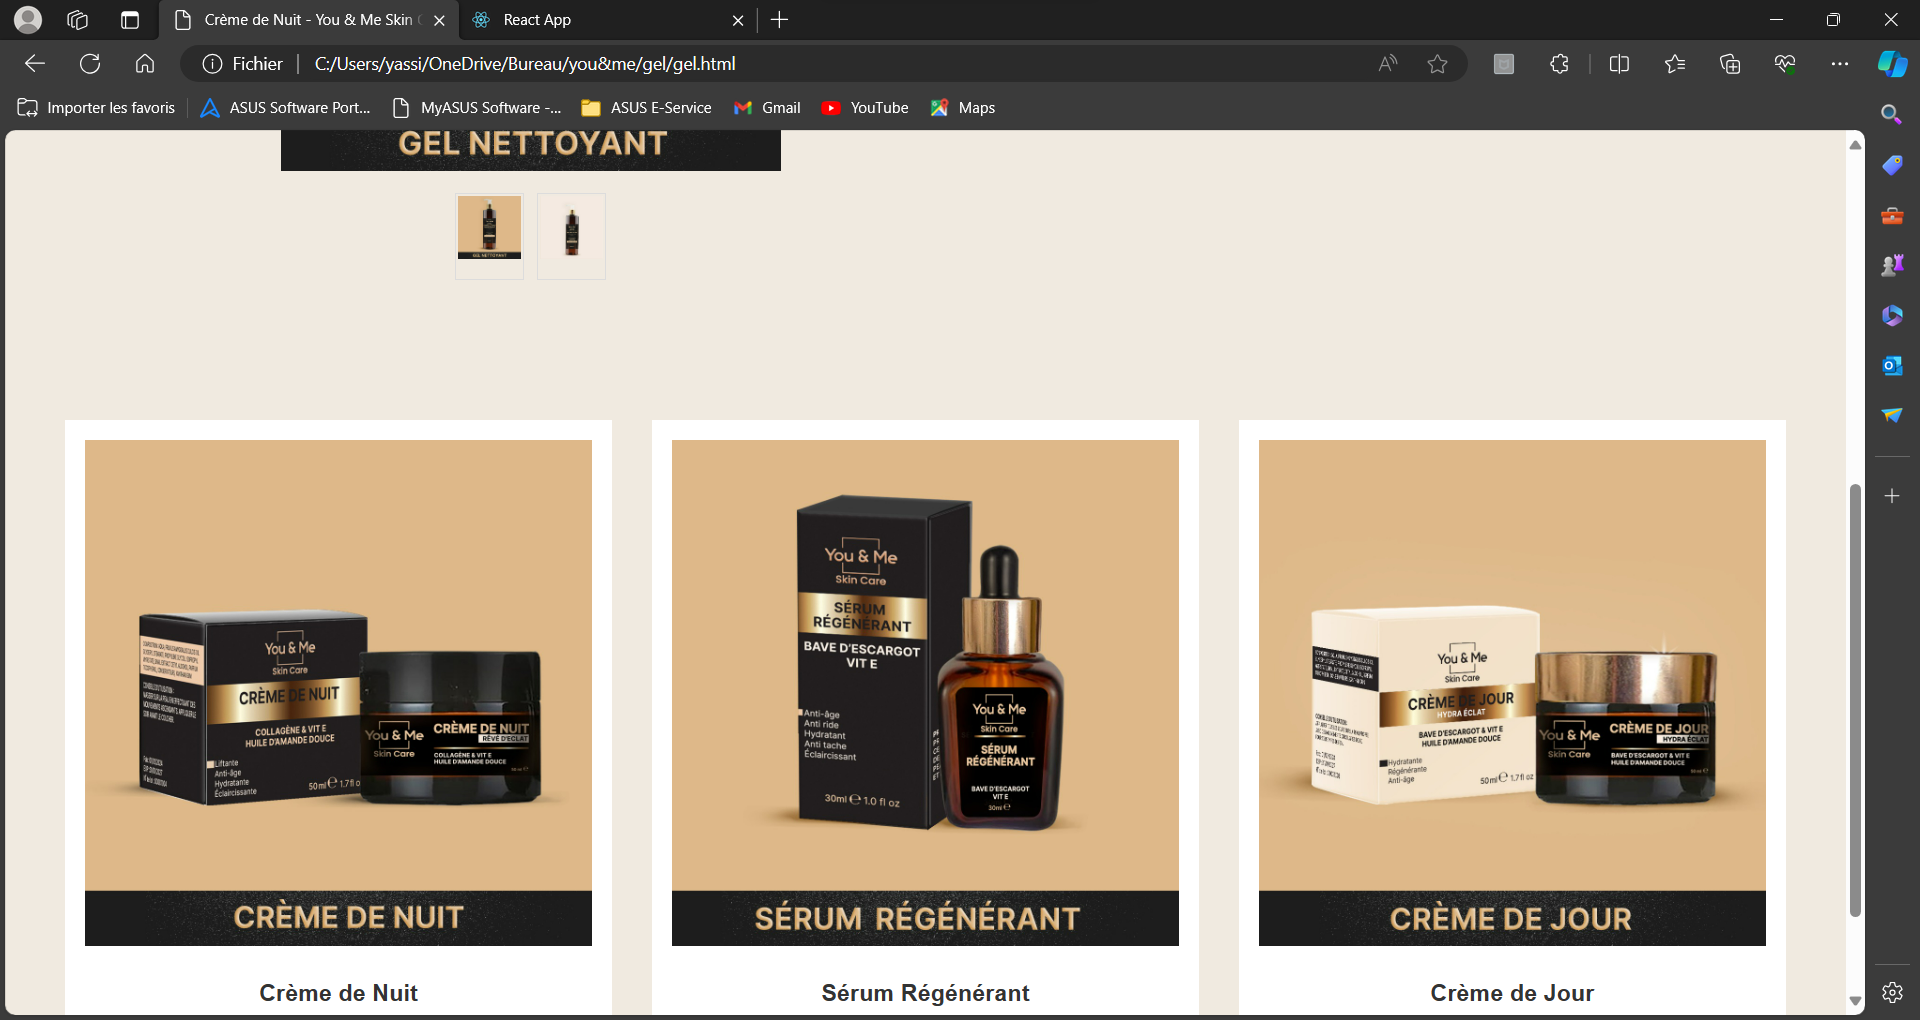 Crème de Nuit - You & Me Skin
React App
Fichier
C:/Users/yassi/OneDrive/Bureau/you&me/gel/gel.html
Importer les favoris
ASUS Software Port...
MyASUS Software -...
ASUS E-Service
Gmail
YouTube
Maps
GEL NETTOYANT
GEL NETTOYANT
You & Me
Skin Care
CRÈME DE NUIT
COLLAGÈNE & VIT E
HUILE D'AMANDE DOUCE
Liftante
Anti-âge
Hydratante
Éclaircissante
50ml ℮ 1.7fl o
You & Me
Skin Care
CRÈME DE NUIT
RÊVE D'ECLAT
COLLAGÈNE & VIT E
HUILE D'AMANDE DOUCE
CRÈME DE NUIT
Crème de Nuit
You & Me
Skin Care
SÉRUM
RÉGÉNÉRANT
BAVE D'ESCARGOT
VIT E
Anti-âge
Anti ride
Hydratant
Anti tache
Éclaircissant
30ml ℮ 1.0 fl oz
You & Me
Skin Care
SÉRUM
RÉGÉNÉRANT
BAVE D'ESCARGOT
VIT E
30ml ℮
SÉRUM RÉGÉNÉRANT
Sérum Régénérant
You & Me
Skin Care
CRÈME DE JOUR
HYDRA ÉCLAT
BAVE D'ESCARGOT & VIT E
HUILE D'AMANDE DOUCE
Hydratante
Régénérante
Anti-âge
50ml ℮ 1.7fl oz
You & Me
Skin Care
CRÈME DE JOUR
HYDRA ÉCLAT
BAVE D'ESCARGOT & VIT E
HUILE D'AMANDE DOUCE
CRÈME DE JOUR
Crème de Jour